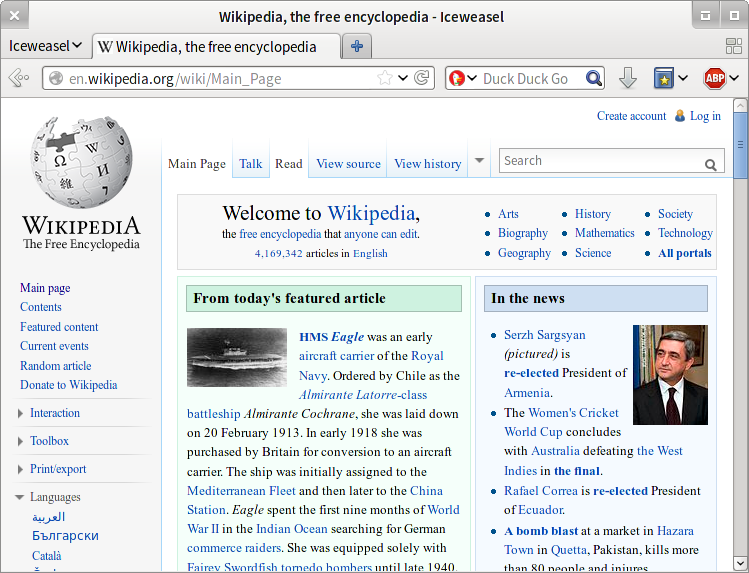 Wikipedia, the free encyclopedia - Iceweasel
Iceweasel
W Wikipedia, the free encyclopedia
en.wikipedia.org/wiki/Main_Page
Duck Duck Go
ABP
Create account
Log in
Main Page
Talk
Read
View source
View history
Search
WIKIPEDIA
The Free Encyclopedia
Main page
Contents
Featured content
Current events
Random article
Donate to Wikipedia
Interaction
Toolbox
Print/export
Languages
العربية
Български
Català
Welcome to Wikipedia,
the free encyclopedia that anyone can edit.
4,169,342 articles in English
Arts
Biography
Geography
History
Mathematics
Science
Society
Technology
All portals
From today's featured article
HMS Eagle was an early
aircraft carrier of the Royal
Navy. Ordered by Chile as the
Almirante Latorre-class
battleship Almirante Cochrane, she was laid down
on 20 February 1913. In early 1918 she was
purchased by Britain for conversion to an aircraft
carrier. The ship was initially assigned to the
Mediterranean Fleet and then later to the China
Station. Eagle spent the first nine months of World
War II in the Indian Ocean searching for German
commerce raiders. She was equipped solely with
Fairey Swordfish torpedo bombers until late 1940,
In the news
Serzh Sargsyan
(pictured) is
re-elected President of
Armenia.
The Women's Cricket
World Cup concludes
with Australia defeating the West
Indies in the final.
Rafael Correa is re-elected President
of Ecuador.
A bomb blast at a market in Hazara
Town in Quetta, Pakistan, kills more
than 80 people and injures